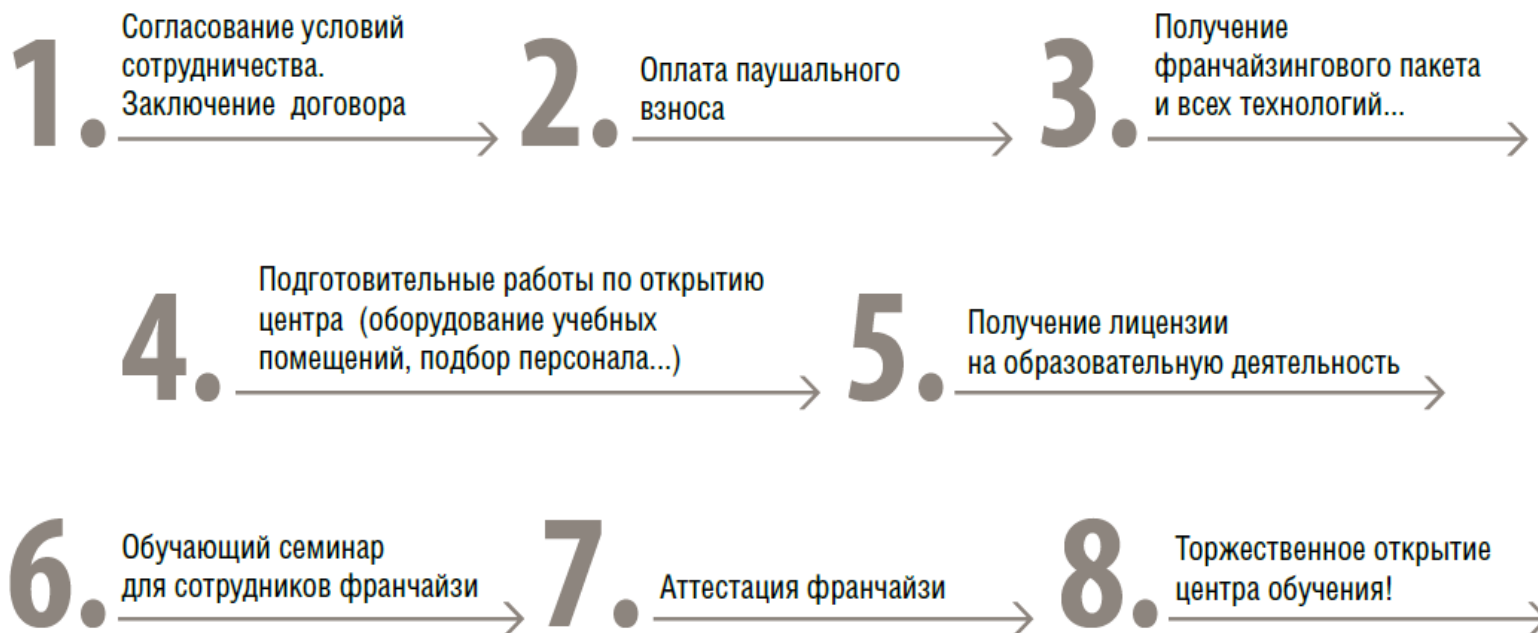 1.
Согласование условий
сотрудничества.
Заключение договора
2.
Оплата паушального
взноса
3.
Получение
франчайзингового пакета
и всех технологий...
4.
Подготовительные работы по открытию
центра (оборудование учебных
помещений, подбор персонала...)
5.
Получение лицензии
на образовательную деятельность
6.
Обучающий семинар
для сотрудников франчайзи
7.
Аттестация франчайзи
8.
Торжественное открытие
центра обучения!